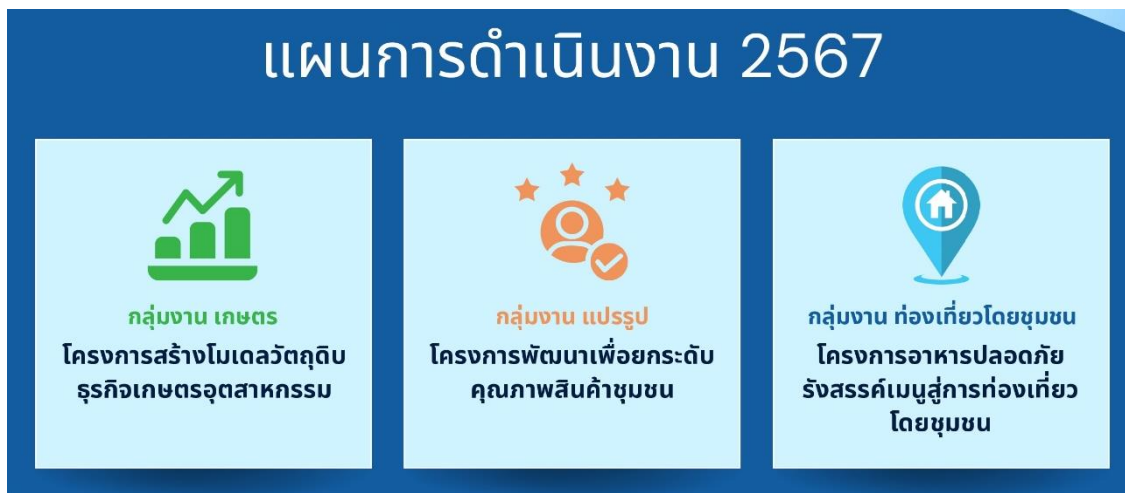 แผนการดำเนินงาน 2567
กลุ่มงาน เกษตร
โครงการสร้างโมเดลวัตถุดิบ
ธุรกิจเกษตรอุตสาหกรรม
กลุ่มงาน แปรรูป
โครงการพัฒนาเพื่อยกระดับ
คุณภาพสินค้าชุมชน
กลุ่มงาน ท่องเที่ยวโดยชุมชน
โครงการอาหารปลอดภัย
รังสรรค์เมนูสู่การท่องเที่ยว
โดยชุมชน